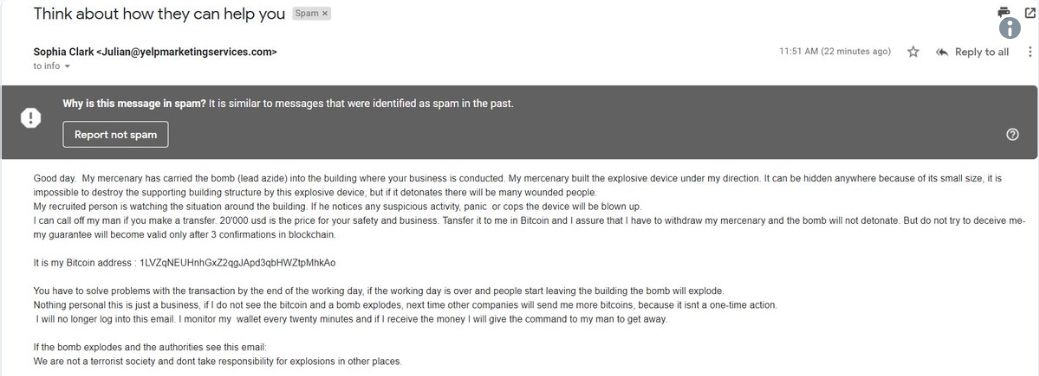 Think about how they can help you Spam ×
Sophia Clark <Julian@yelpmarketingservices.com> 11:51 AM (22 minutes ago) Reply to all
to info
Why is this message in spam? It is similar to messages that were identified as spam in the past.
Report not spam
Good day. My mercenary has carried the bomb (lead azide) into the building where your business is conducted. My mercenary built the explosive device under my direction. It can be hidden anywhere because of its small size, it is
impossible to destroy the supporting building structure by this explosive device, but if it detonates there will be many wounded people.
My recruited person is watching the situation around the building. If he notices any suspicious activity, panic or cops the device will be blown up.
I can call off my man if you make a transfer. 20'000 usd is the price for your safety and business. Tansfer it to me in Bitcoin and I assure that I have to withdraw my mercenary and the bomb will not detonate. But do not try to deceive me-
my guarantee will become valid only after 3 confirmations in blockchain.
It is my Bitcoin address : 1LVZqNEUHnhGxZ2qgJApd3qbHWZtpMhkAo
You have to solve problems with the transaction by the end of the working day, if the working day is over and people start leaving the building the bomb will explode.
Nothing personal this is just a business, if I do not see the bitcoin and a bomb explodes, next time other companies will send me more bitcoins, because it isnt a one-time action.
I will no longer log into this email. I monitor my wallet every twenty minutes and if I receive the money I will give the command to my man to get away.
If the bomb explodes and the authorities see this email:
We are not a terrorist society and dont take responsibility for explosions in other places.